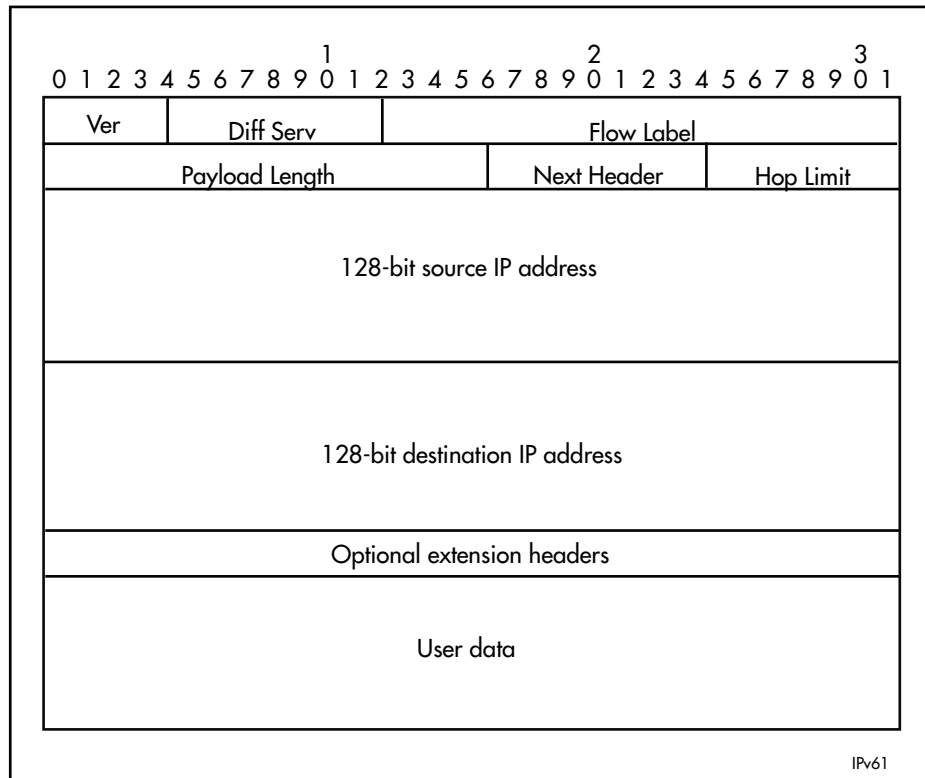 1 2 3
0 1 2 3 4 5 6 7 8 9 0 1 2 3 4 5 6 7 8 9 0 1 2 3 4 5 6 7 8 9 0 1
Ver Diff Serv Flow Label
Payload Length Next Header Hop Limit
128-bit source IP address
128-bit destination IP address
Optional extension headers
User data
IPv61